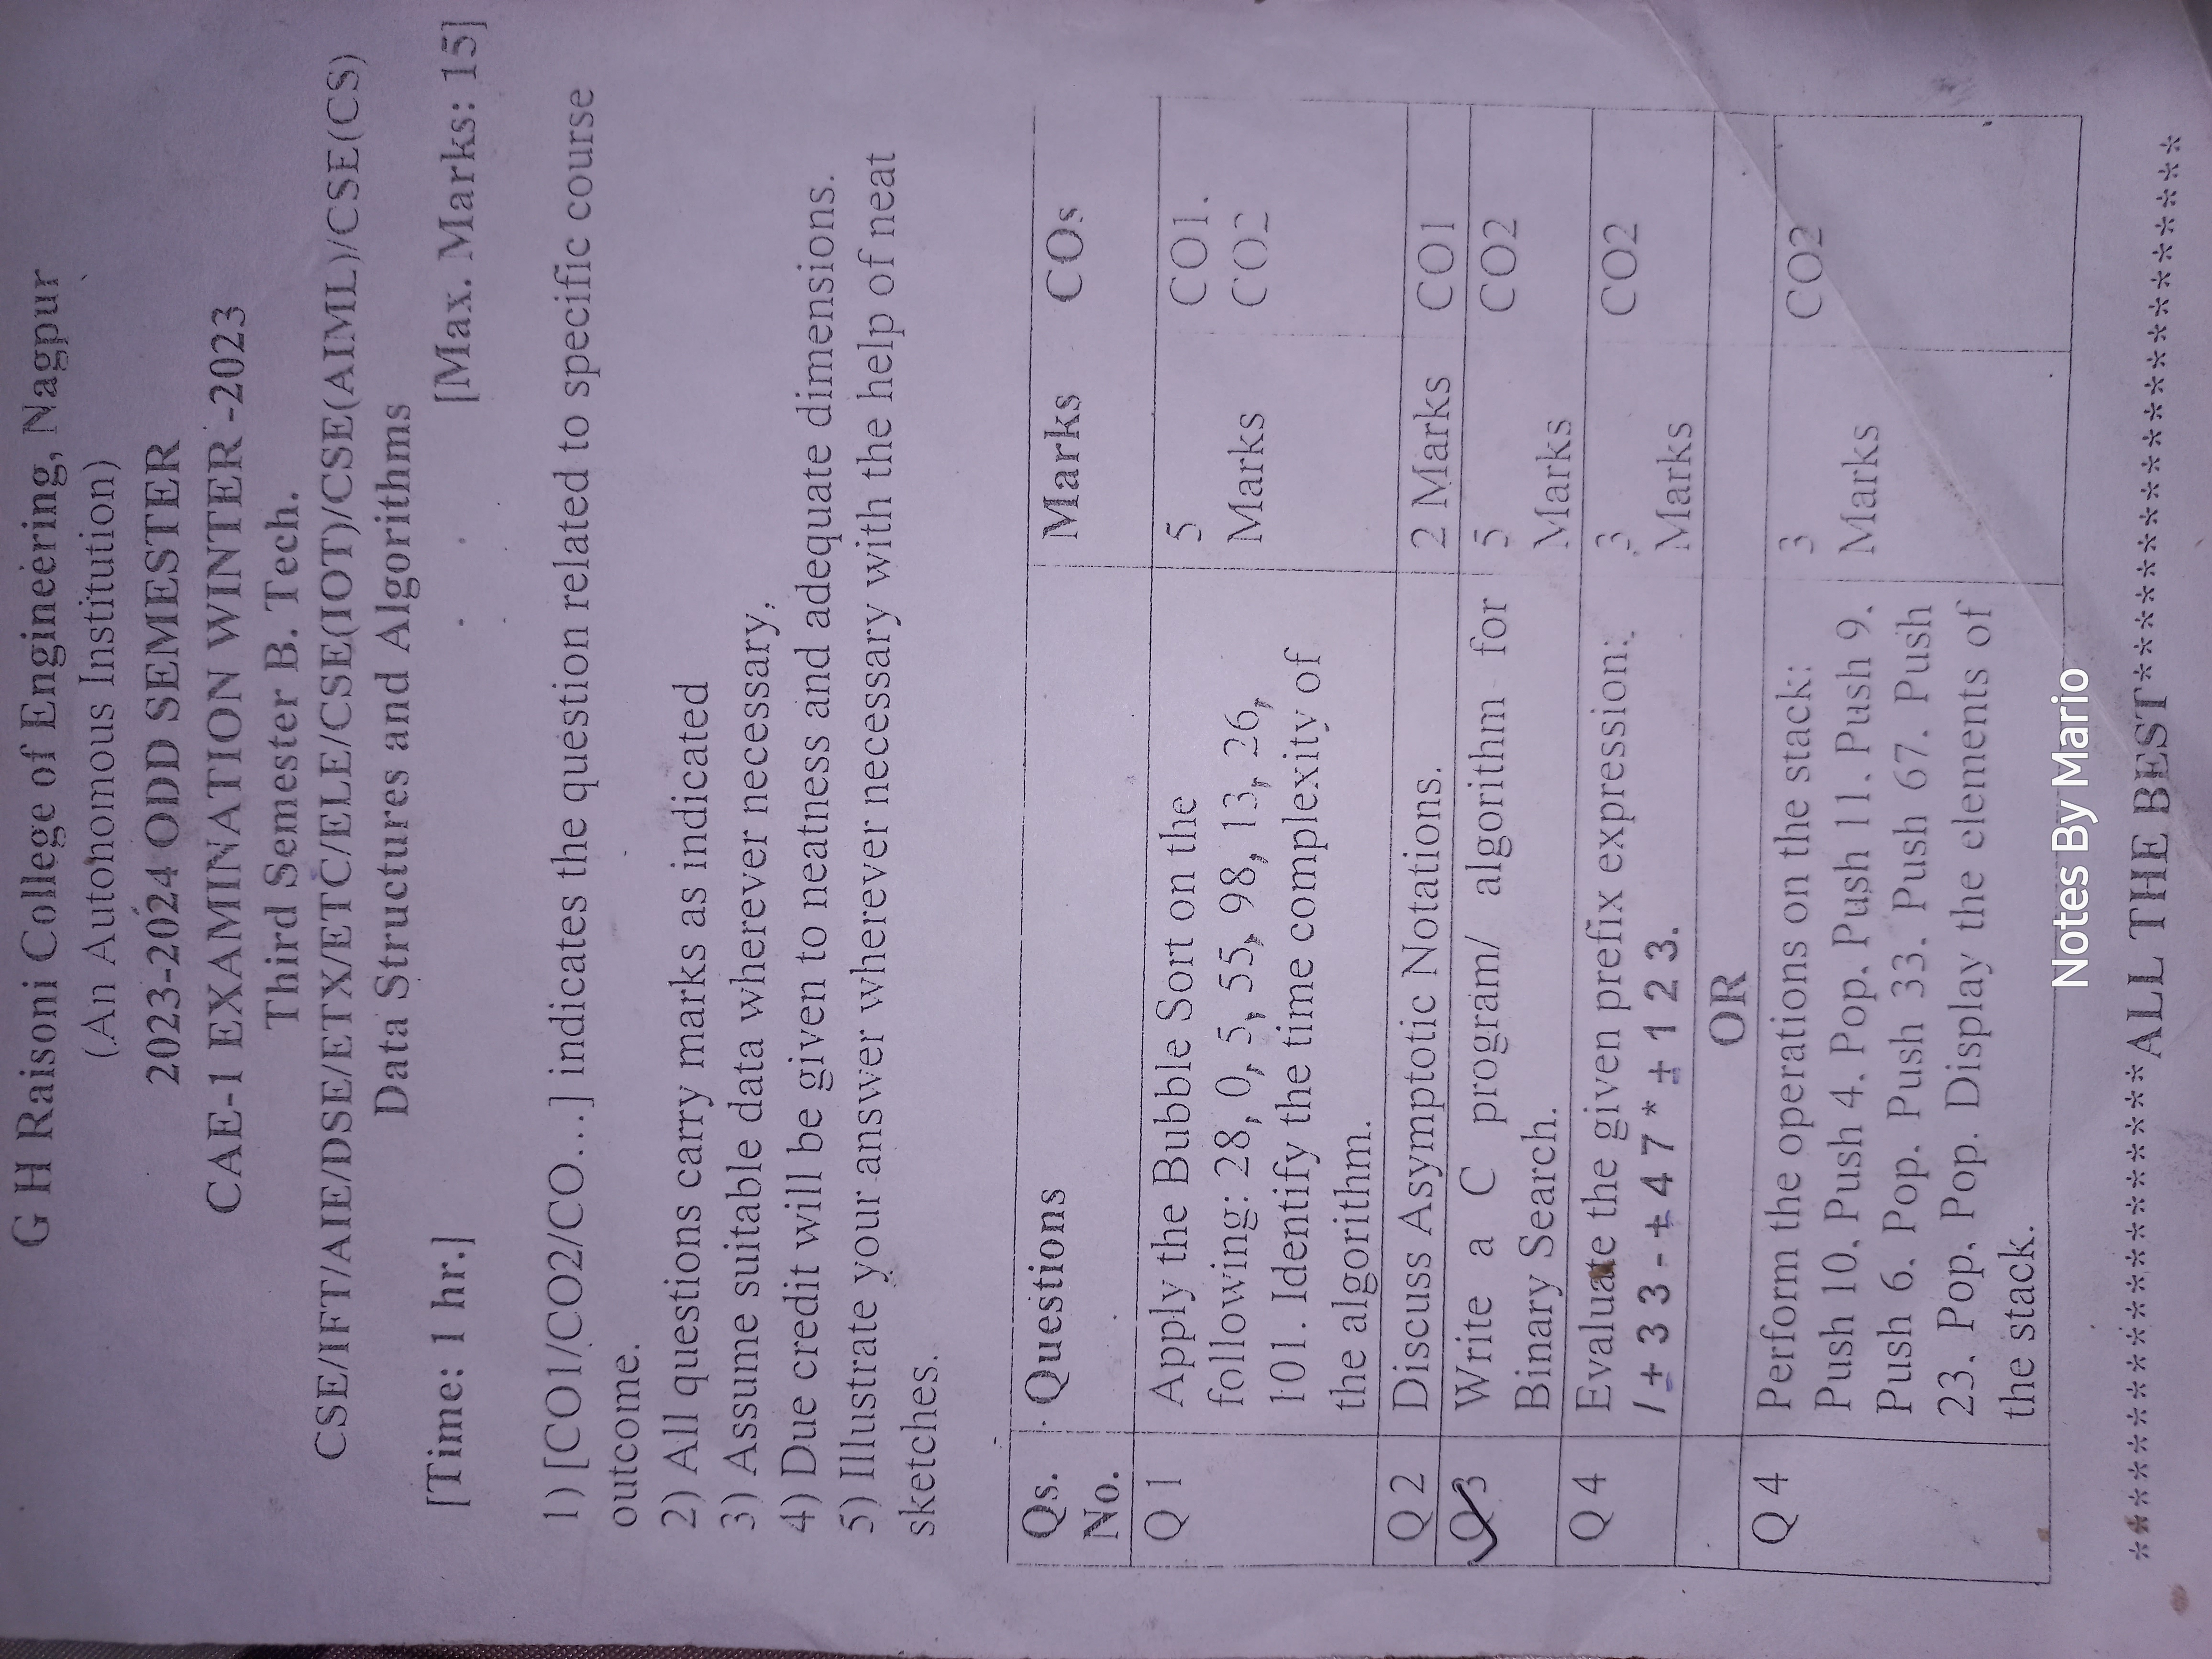 G H Raisoni College of Engineering, Nagpur
(An Autonomous Institution)
2023-2024 ODD SEMESTER
CAE-1 EXAMINATION WINTER -2023
Third Semester B. Tech.
CSE/IFT/AIE/DSE/ETX/ETC/ELE/CSE(IOT)/CSE(AIML)/CSE(CS)
Data Structures and Algorithms
[Time: 1 hr.] [Max. Marks: 15]
1) [CO1/CO2/CO...] indicates the question related to specific course
outcome.
2) All questions carry marks as indicated
3) Assume suitable data wherever necessary.
4) Due credit will be given to neatness and adequate dimensions.
5) Illustrate your answer wherever necessary with the help of neat
sketches.
Qs. Questions Marks COs
No.
Q 1 Apply the Bubble Sort on the 5 CO1.
following: 28, 0, 5, 55, 98, 13, 26, Marks CO2
101. Identify the time complexity of
the algorithm.
Q 2 Discuss Asymptotic Notations. 2 Marks CO1
Q 3 Write a C program/ algorithm for 5 CO2
Binary Search. Marks
Q 4 Evaluate the given prefix expression: 3 CO2
/ + 3 3 - + 4 7 * + 1 2 3. Marks
OR
Q 4 Perform the operations on the stack: 3 CO2
Push 10, Push 4, Pop, Push 11, Push 9, Marks
Push 6, Pop, Push 33, Push 67, Push
23, Pop, Pop. Display the elements of
the stack.
Notes By Mario
*******************ALL THE BEST*********************